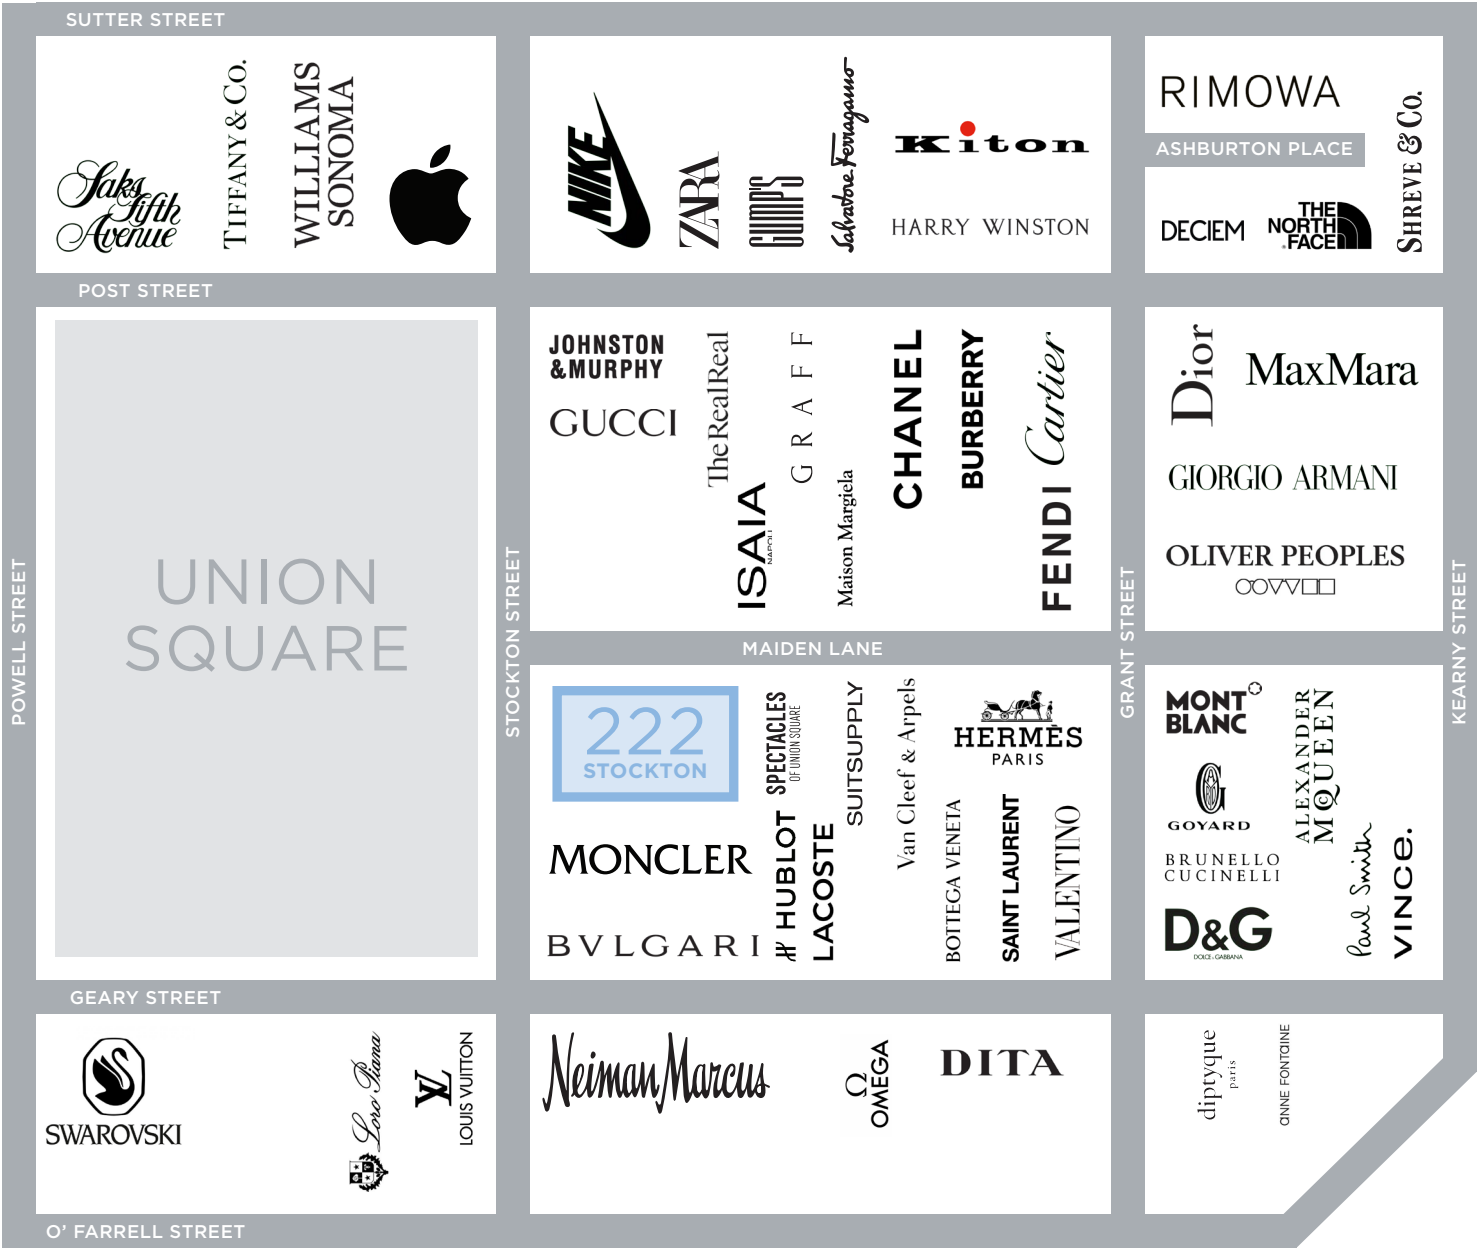 SUTTER STREET
Saks
Fifth
Avenue
TIFFANY & CO.
WILLIAMS
SONOMA
NIKE
ZARA
GUMP'S
Salvatore Ferragamo
Kiton
HARRY WINSTON
RIMOWA
ASHBURTON PLACE
DECIEM
THE
NORTH
FACE
SHREVE & CO.
POST STREET
UNION
SQUARE
POWELL STREET
STOCKTON STREET
JOHNSTON
&MURPHY
GUCCI
TheRealReal
ISAIA
NAPOLI
GRAFF
Maison Margiela
CHANEL
BURBERRY
Cartier
FENDI
GRANT STREET
Dior
MaxMara
GIORGIO ARMANI
OLIVER PEOPLES
KEARNY STREET
MAIDEN LANE
222
STOCKTON
MONCLER
BVLGARI
SPECTACLES
OF UNION SQUARE
HUBLOT
LACOSTE
SUITSUPPLY
Van Cleef & Arpels
HERMÈS
PARIS
BOTTEGA VENETA
SAINT LAURENT
VALENTINO
MONT
BLANC
GOYARD
BRUNELLO
CUCINELLI
D&G
DOLCE & GABBANA
ALEXANDER
MCQUEEN
Paul Smith
VINCE.
GEARY STREET
SWAROVSKI
Loro Piana
LV
LOUIS VUITTON
Neiman Marcus
Ω
OMEGA
DITA
diptyque
paris
ANNE FONTAINE
O' FARRELL STREET